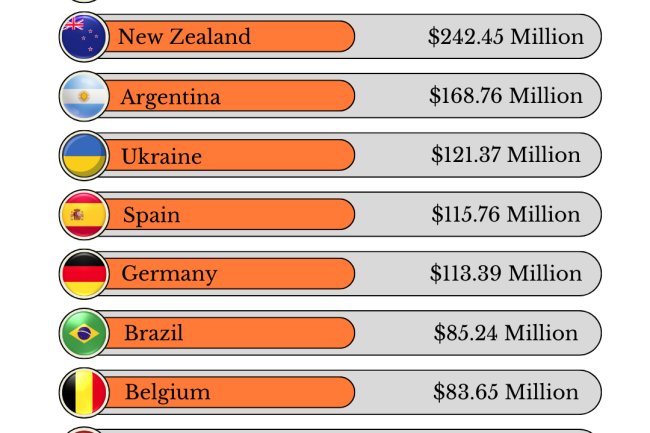 New Zealand $242.45 Million
Argentina $168.76 Million
Ukraine $121.37 Million
Spain $115.76 Million
Germany $113.39 Million
Brazil $85.24 Million
Belgium $83.65 Million